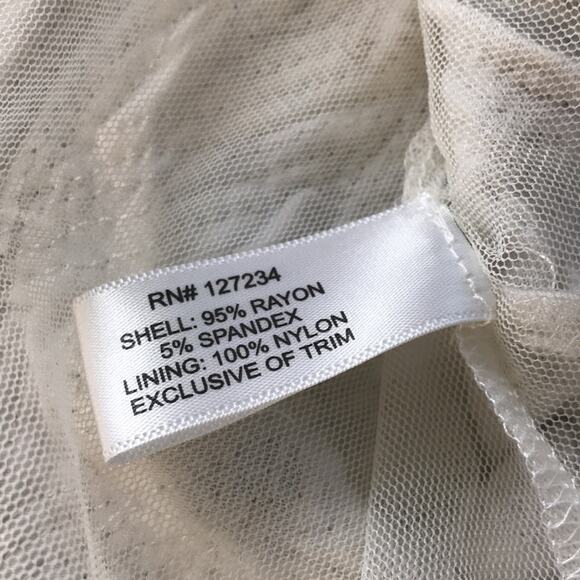 RN# 127234
SHELL: 95% RAYON
5% SPANDEX
LINING: 100% NYLON
EXCLUSIVE OF TRIM